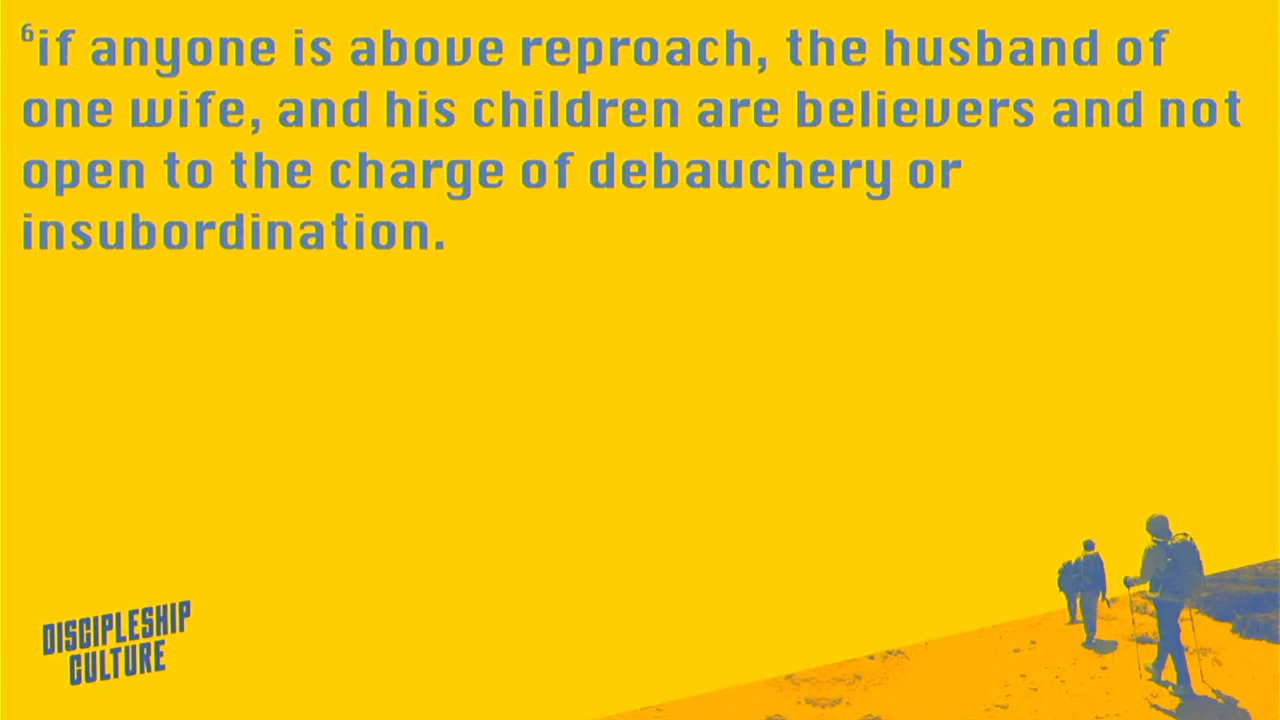 ⁶if anyone is above reproach, the husband of
one wife, and his children are believers and not
open to the charge of debauchery or
insubordination.
DISCIPLESHIP
CULTURE